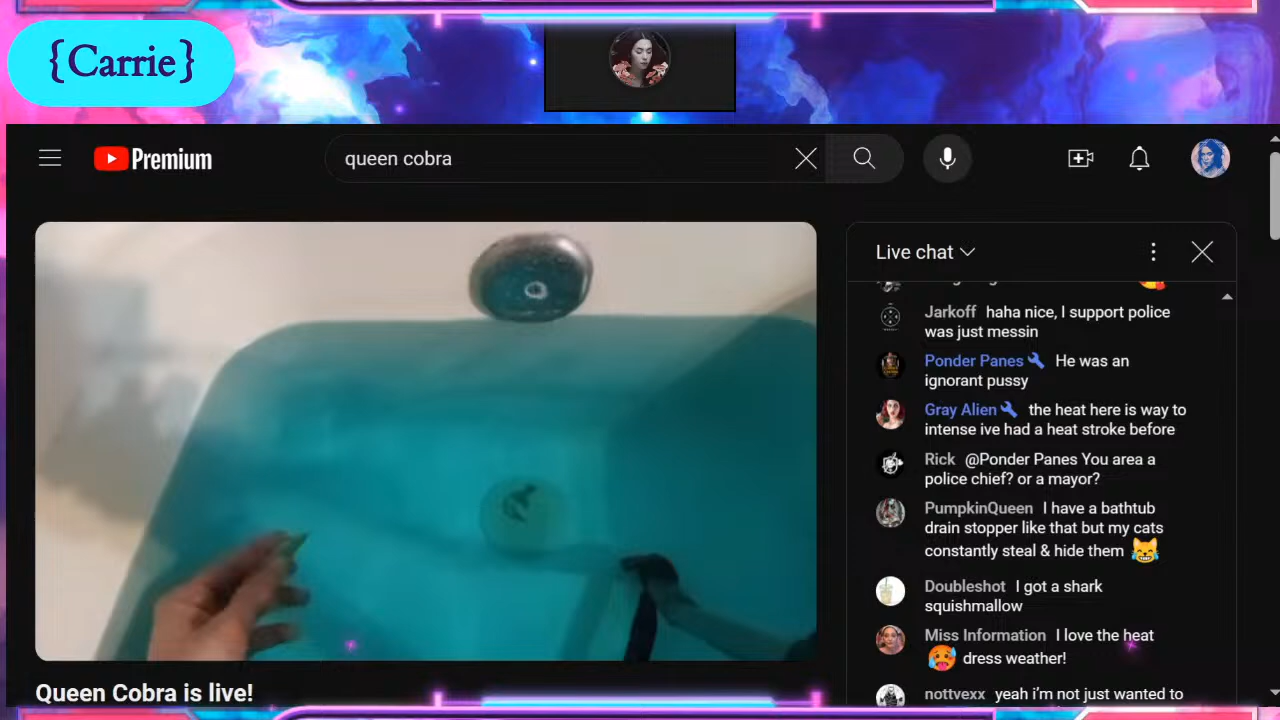 {Carrie}
Premium
queen cobra
Live chat
Jarkoff haha nice, I support police
was just messin
Ponder Panes He was an
ignorant pussy
Gray Alien the heat here is way to
intense ive had a heat stroke before
Rick @Ponder Panes You area a
police chief? or a mayor?
PumpkinQueen I have a bathtub
drain stopper like that but my cats
constantly steal & hide them
Doubleshot I got a shark
squishmallow
Miss Information I love the heat
dress weather!
nottvexx yeah i'm not just wanted to
Queen Cobra is live!